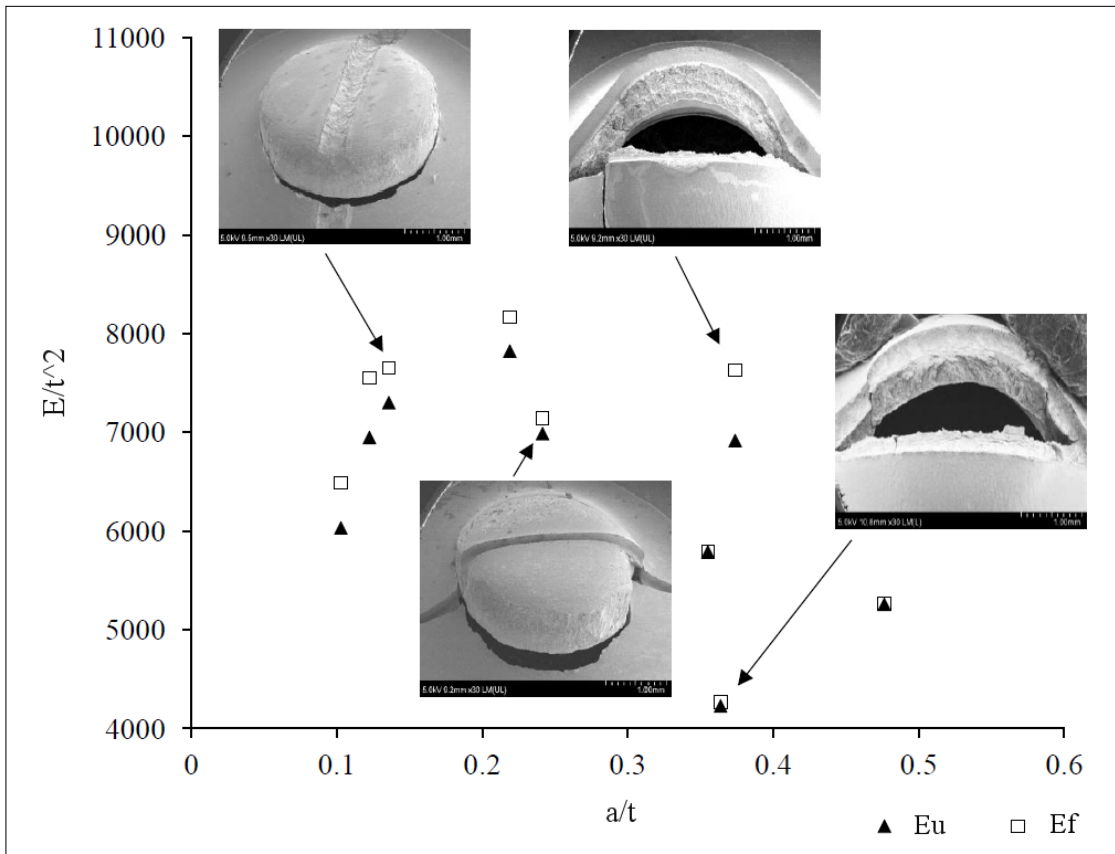 11000
10000
9000
8000
7000
6000
5000
4000
E/t^2
0
0.1
0.2
0.3
0.4
0.5
0.6
a/t
Eu
Ef
5.0kV 9.5mm x30 LM(UL)
1.00mm
5.0kV 9.2mm x30 LM(UL)
1.00mm
5.0kV 9.2mm x30 LM(UL)
1.00mm
5.0kV 10.8mm x30 LM(L)
1.00mm